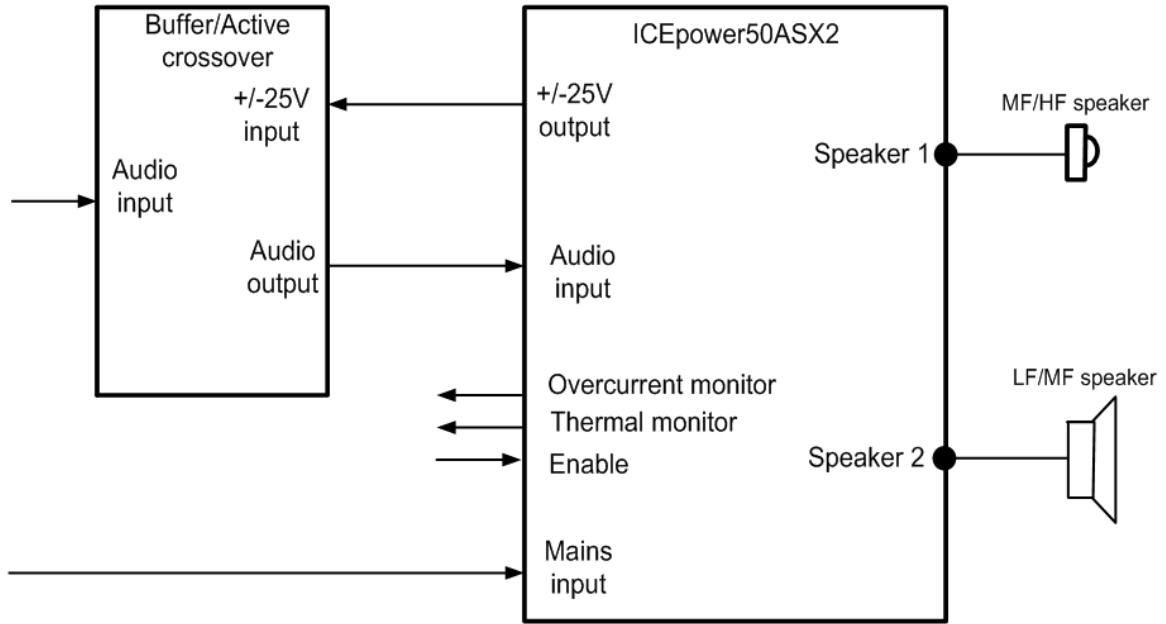 Buffer/Active
crossover
+/-25V
input
Audio
input
Audio
output
ICEpower50ASX2
+/-25V
output
Audio
input
Overcurrent monitor
Thermal monitor
Enable
Mains
input
Speaker 1
MF/HF speaker
Speaker 2
LF/MF speaker